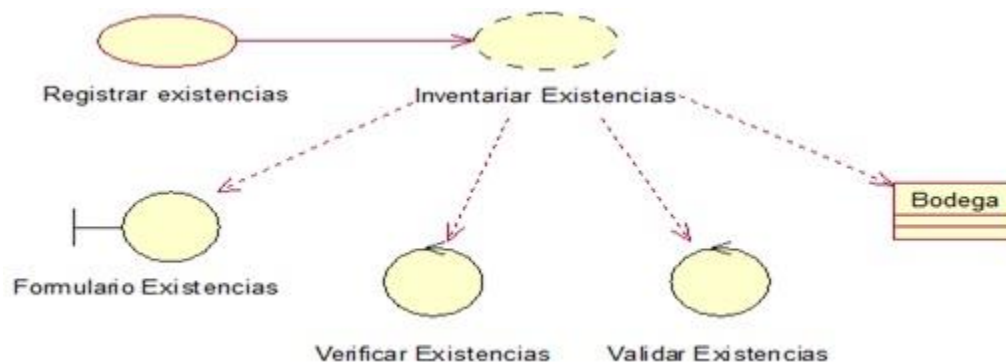 Registrar existencias
Inventariar Existencias
Bodega
Formulario Existencias
Verificar Existencias
Validar Existencias